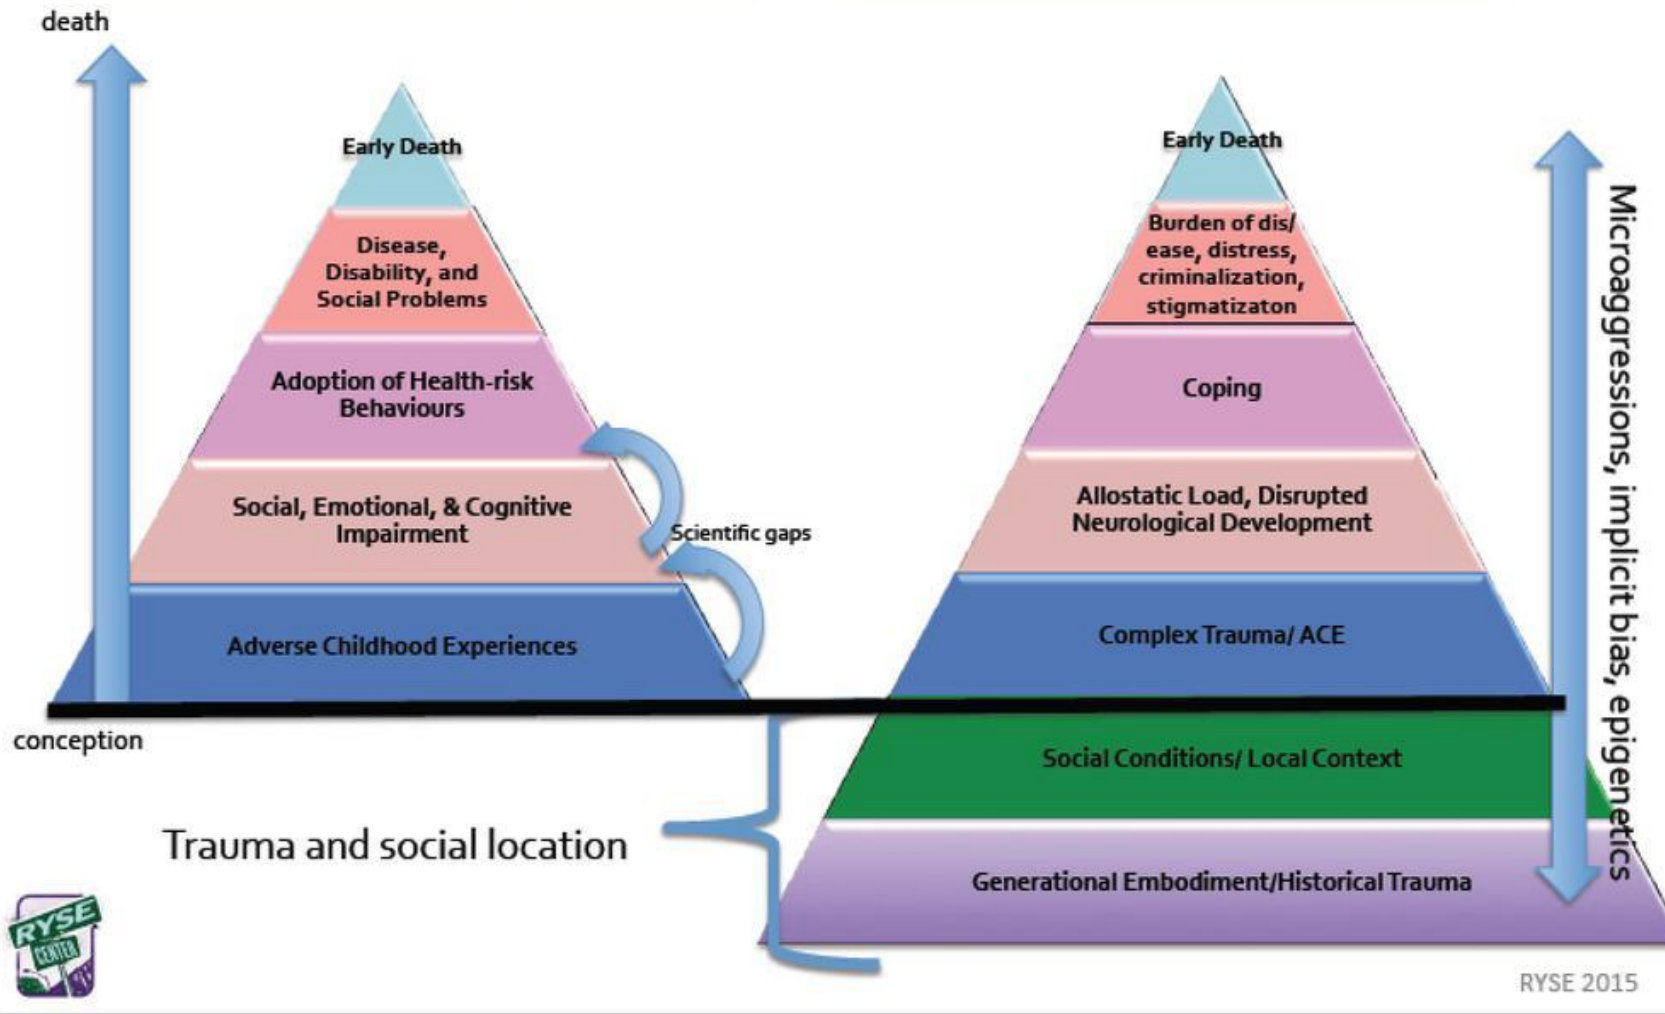 death
Early Death
Disease,
Disability, and
Social Problems
Adoption of Health-risk
Behaviours
Social, Emotional, & Cognitive
Impairment
Scientific gaps
Adverse Childhood Experiences
conception
Early Death
Burden of dis/
ease, distress,
criminalization,
stigmatizaton
Coping
Allostatic Load, Disrupted
Neurological Development
Complex Trauma/ ACE
Social Conditions/ Local Context
Generational Embodiment/Historical Trauma
Microaggressions, implicit bias, epigenetics
Trauma and social location
RYSE
CENTER
RYSE 2015